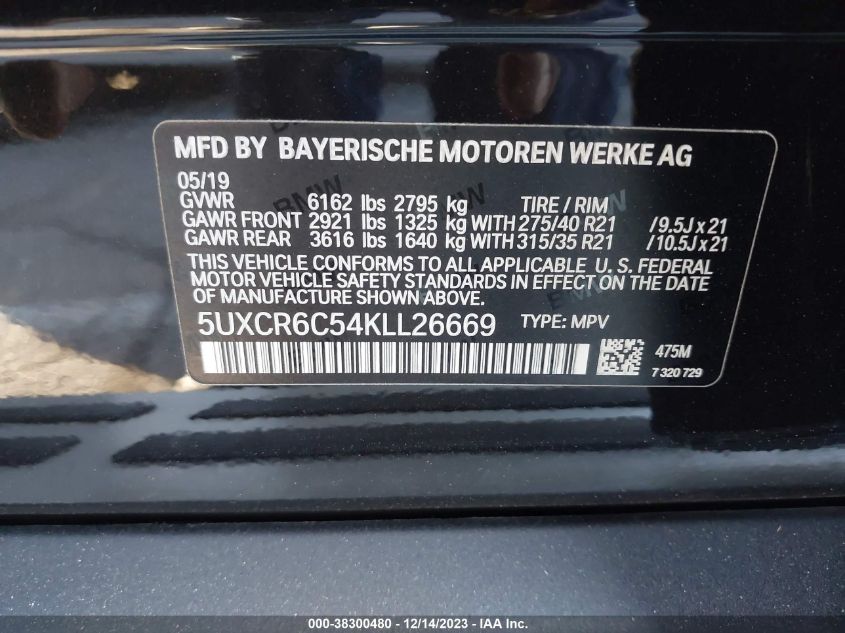 MFD BY BAYERISCHE MOTOREN WERKE AG
05/19
GVWR 6162 lbs 2795 kg TIRE / RIM
GAWR FRONT 2921 lbs 1325 kg WITH 275/40 R21 /9.5J x 21
GAWR REAR 3616 lbs 1640 kg WITH 315/35 R21 /10.5J x 21
THIS VEHICLE CONFORMS TO ALL APPLICABLE U. S. FEDERAL
MOTOR VEHICLE SAFETY STANDARDS IN EFFECT ON THE DATE
OF MANUFACTURE SHOWN ABOVE.
5UXCR6C54KLL26669 TYPE: MPV
475M
7 320 729
000-38300480 - 12/14/2023 - IAA Inc.